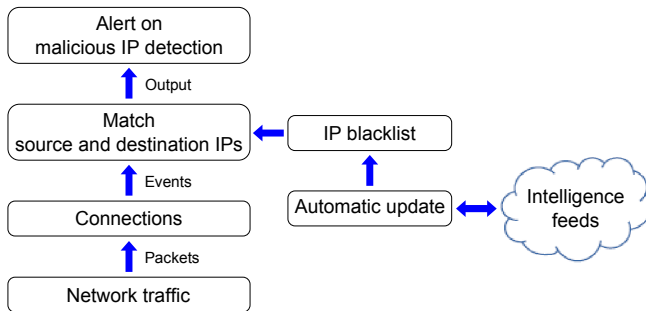 Alert on
malicious IP detection
Output
Match
source and destination IPs
IP blacklist
Events
Automatic update
Intelligence
feeds
Connections
Packets
Network traffic